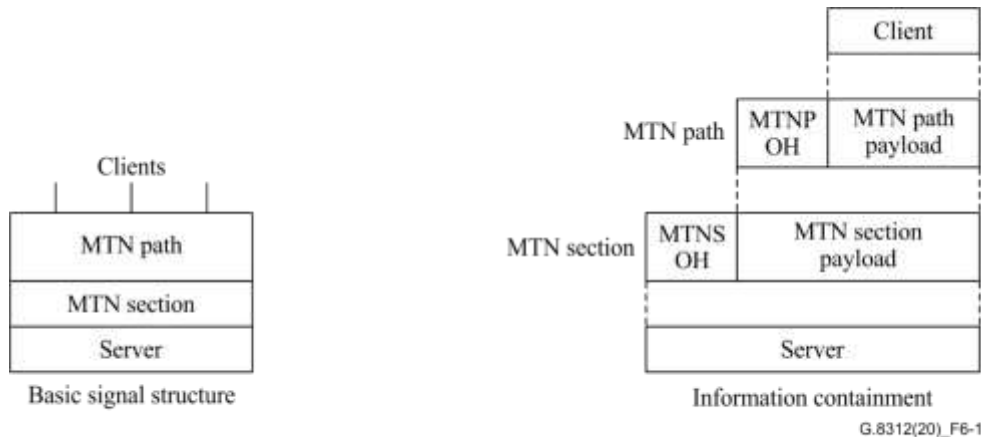 Clients
MTN path
MTN section
Server
Basic signal structure
Client
MTN path
MTNP
OH
MTN path
payload
MTN section
MTNS
OH
MTN section
payload
Server
Information containment
G.8312(20)_F6-1